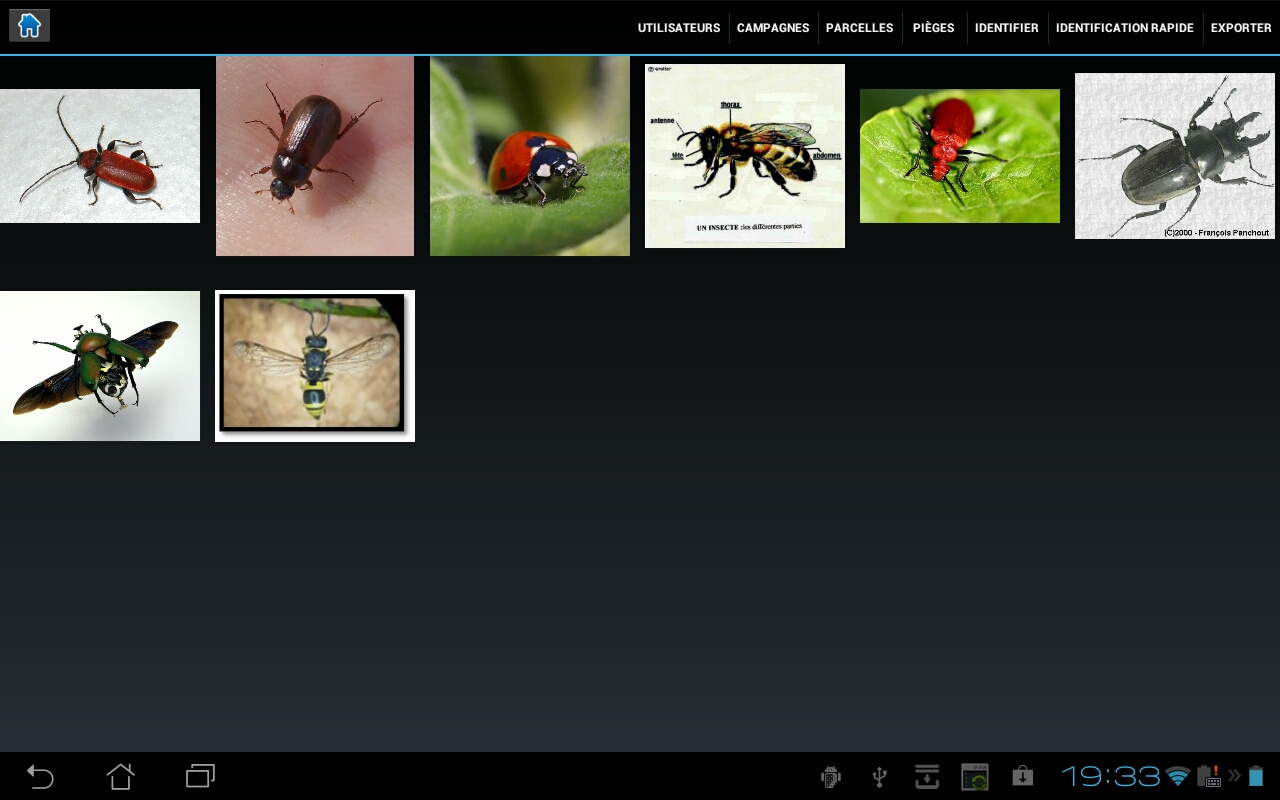 UTILISATEURS
CAMPAGNES
PARCELLES
PIÈGES
IDENTIFIER
IDENTIFICATION RAPIDE
EXPORTER
thorax
antenne
tête
abdomen
UN INSECTE :les différentes parties
(C)2000 - François Panchout
19:33